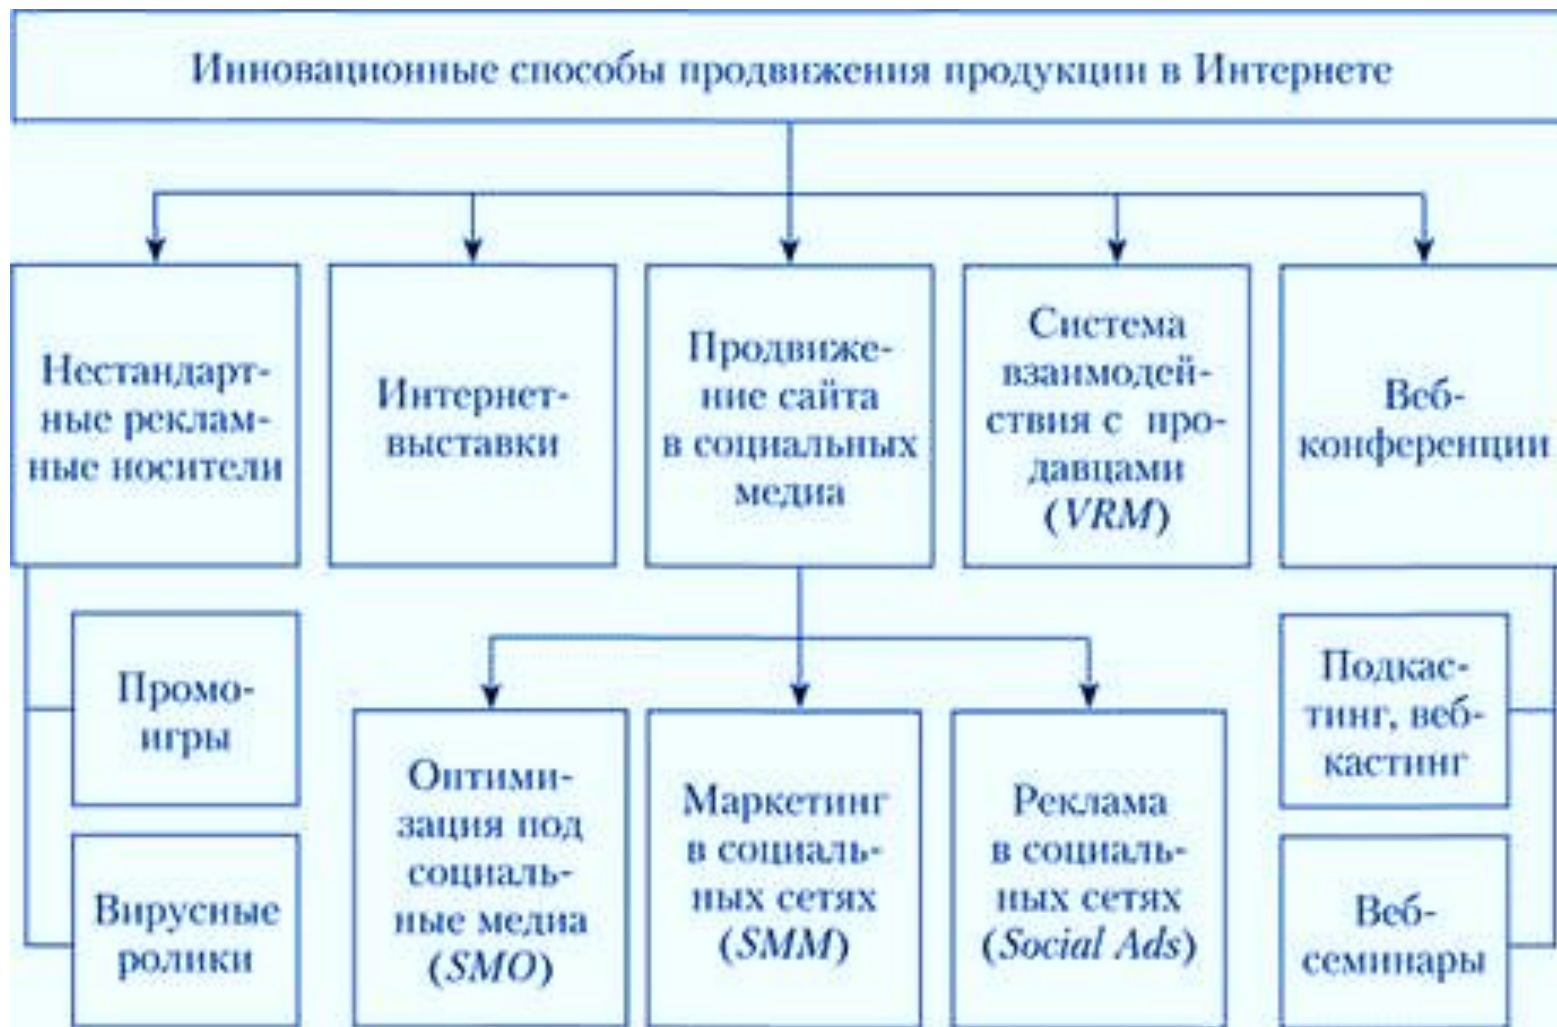 Инновационные способы продвижения продукции в Интернете
Нестандарт-
ные реклам-
ные носители
Интернет-
выставки
Продвиже-
ние сайта
в социальных
медиа
Система
взаимодей-
ствия с про-
давцами
(VRM)
Веб-
конференции
Промо-
игры
Вирусные
ролики
Оптими-
зация под
социаль-
ные медиа
(SMO)
Маркетинг
в социаль-
ных сетях
(SMM)
Реклама
в социаль-
ных сетях
(Social Ads)
Подкас-
тинг, веб-
кастинг
Веб-
семинары